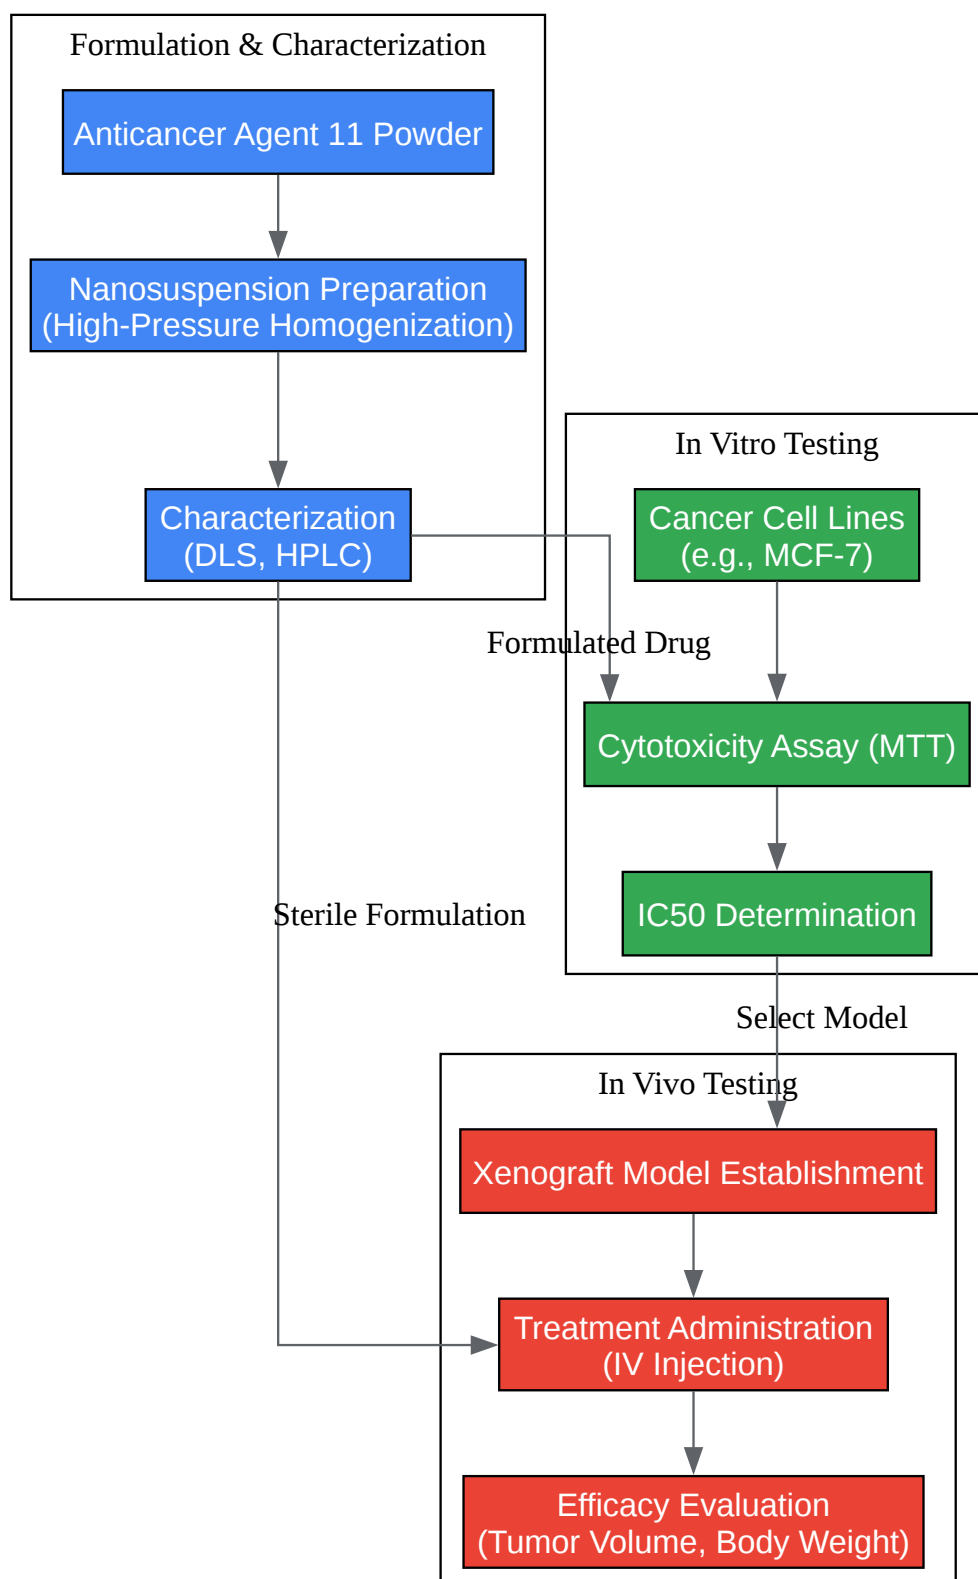 Formulation & Characterization
Anticancer Agent 11 Powder
Nanosuspension Preparation
(High-Pressure Homogenization)
Characterization
(DLS, HPLC)
In Vitro Testing
Cancer Cell Lines
(e.g., MCF-7)
Formulated Drug
Cytotoxicity Assay (MTT)
IC50 Determination
Sterile Formulation
Select Model
In Vivo Testing
Xenograft Model Establishment
Treatment Administration
(IV Injection)
Efficacy Evaluation
(Tumor Volume, Body Weight)